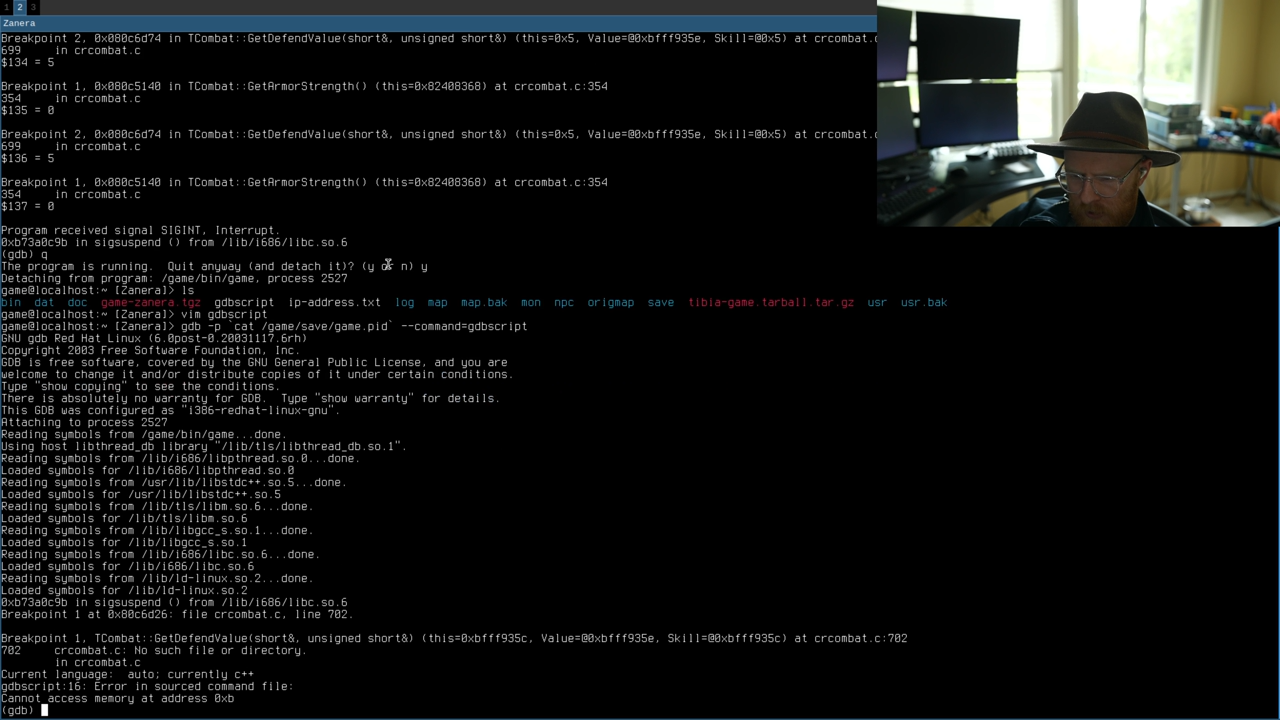 1 2 3
Zanera
Breakpoint 2, 0x080c6d74 in TCombat::GetDefendValue(short&, unsigned short&) (this=0x5, Value=@0xbfff935e, Skill=@0x5) at crcombat.c
699     in crcombat.c
$134 = 5
Breakpoint 1, 0x080c5140 in TCombat::GetArmorStrength() (this=0x82408368) at crcombat.c:354
354     in crcombat.c
$135 = 0
Breakpoint 2, 0x080c6d74 in TCombat::GetDefendValue(short&, unsigned short&) (this=0x5, Value=@0xbfff935e, Skill=@0x5) at crcombat.c
699     in crcombat.c
$136 = 5
Breakpoint 1, 0x080c5140 in TCombat::GetArmorStrength() (this=0x82408368) at crcombat.c:354
354     in crcombat.c
$137 = 0
Program received signal SIGINT, Interrupt.
0xb73a0c9b in sigsuspend () from /lib/i686/libc.so.6
(gdb) q
The program is running.  Quit anyway (and detach it)? (y or n) y
Detaching from program: /game/bin/game, process 2527
game@localhost:~ [Zanera]> ls
bin  dat  doc  game-zanera.tgz  gdbscript  ip-address.txt  log  map  map.bak  mon  npc  origmap  save  tibia-game.tarball.tar.gz  usr  usr.bak
game@localhost:~ [Zanera]> vim gdbscript
game@localhost:~ [Zanera]> gdb -p `cat /game/save/game.pid` --command=gdbscript
GNU gdb Red Hat Linux (6.0post-0.20031117.6rh)
Copyright 2003 Free Software Foundation, Inc.
GDB is free software, covered by the GNU General Public License, and you are
welcome to change it and/or distribute copies of it under certain conditions.
Type "show copying" to see the conditions.
There is absolutely no warranty for GDB.  Type "show warranty" for details.
This GDB was configured as "i386-redhat-linux-gnu".
Attaching to process 2527
Reading symbols from /game/bin/game...done.
Using host libthread_db library "/lib/tls/libthread_db.so.1".
Reading symbols from /lib/i686/libpthread.so.0...done.
Loaded symbols for /lib/i686/libpthread.so.0
Reading symbols from /usr/lib/libstdc++.so.5...done.
Loaded symbols for /usr/lib/libstdc++.so.5
Reading symbols from /lib/tls/libm.so.6...done.
Loaded symbols for /lib/tls/libm.so.6
Reading symbols from /lib/libgcc_s.so.1...done.
Loaded symbols for /lib/libgcc_s.so.1
Reading symbols from /lib/i686/libc.so.6...done.
Loaded symbols for /lib/i686/libc.so.6
Reading symbols from /lib/ld-linux.so.2...done.
Loaded symbols for /lib/ld-linux.so.2
0xb73a0c9b in sigsuspend () from /lib/i686/libc.so.6
Breakpoint 1 at 0x80c6d26: file crcombat.c, line 702.
Breakpoint 1, TCombat::GetDefendValue(short&, unsigned short&) (this=0xbfff935c, Value=@0xbfff935e, Skill=@0xbfff935c) at crcombat.c:702
702     crcombat.c: No such file or directory.
in crcombat.c
Current language:  auto; currently c++
gdbscript:16: Error in sourced command file:
Cannot access memory at address 0xb
(gdb)